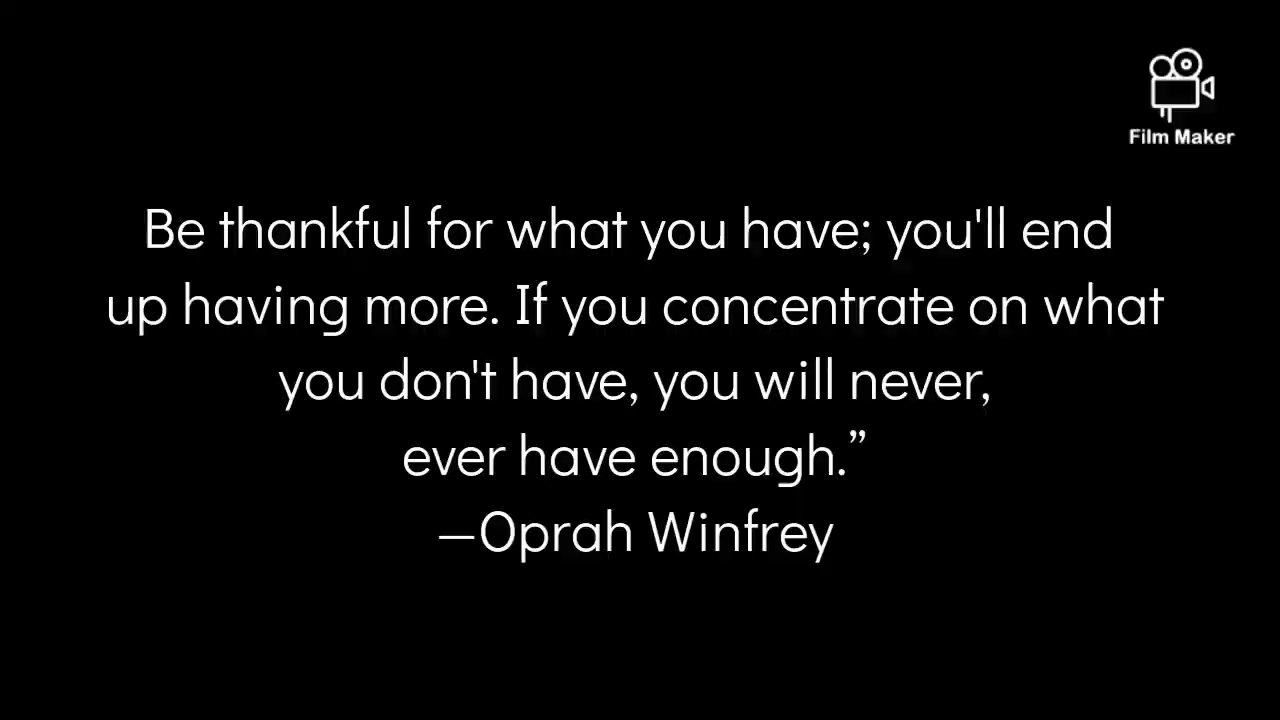 Film Maker
Be thankful for what you have; you'll end
up having more. If you concentrate on what
you don't have, you will never,
ever have enough.”
—Oprah Winfrey